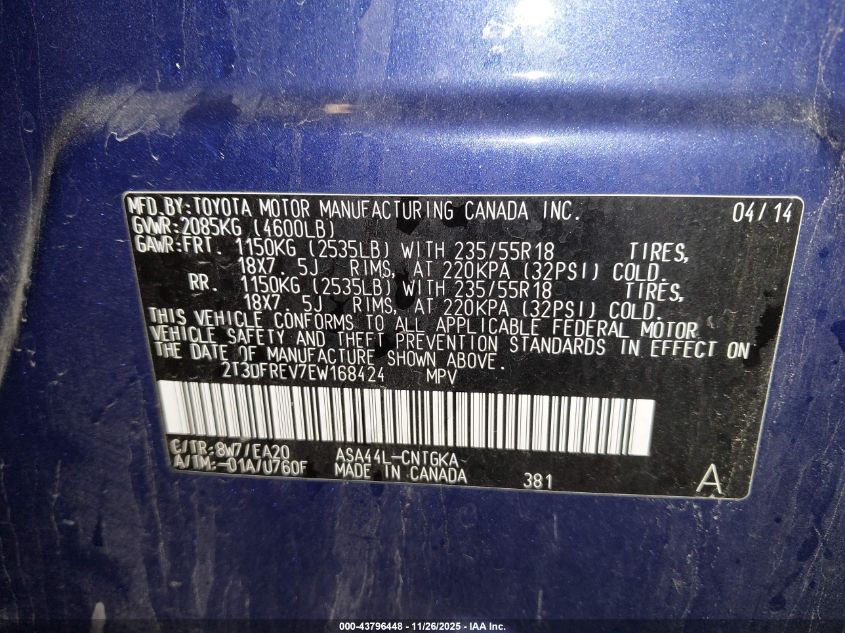 MFD.BY:TOYOTA MOTOR MANUFACTURING CANADA INC. 04/14
GVWR:2085KG (4600LB)
GAWR:FRT. 1150KG (2535LB) WITH 235/55R18 TIRES,
18X7. 5J RIMS, AT 220KPA (32PSI) COLD.
RR. 1150KG (2535LB) WITH 235/55R18 TIRES,
18X7. 5J RIMS, AT 220KPA (32PSI) COLD.
THIS VEHICLE CONFORMS TO ALL APPLICABLE FEDERAL MOTOR
VEHICLE SAFETY AND THEFT PREVENTION STANDARDS IN EFFECT ON
THE DATE OF MANUFACTURE SHOWN ABOVE.
2T3DFREV7EW168424 MPV
C/TR:8W7/EA20 ASA44L-CNTGKA
A/TM:-01A/U760F MADE IN CANADA 381 A
000-43796448 - 11/26/2025 - IAA Inc.